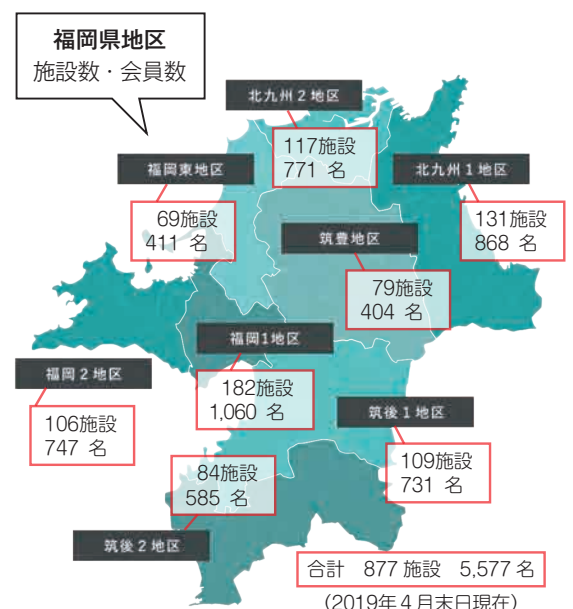 福岡県地区
施設数・会員数
北九州2地区
117施設
771 名
福岡東地区
69施設
411 名
北九州1地区
131施設
868 名
筑豊地区
79施設
404 名
福岡1地区
182施設
1,060 名
福岡2地区
106施設
747 名
筑後1地区
109施設
731 名
84施設
585 名
筑後2地区
合計 877施設 5,577名
(2019年4月末日現在)